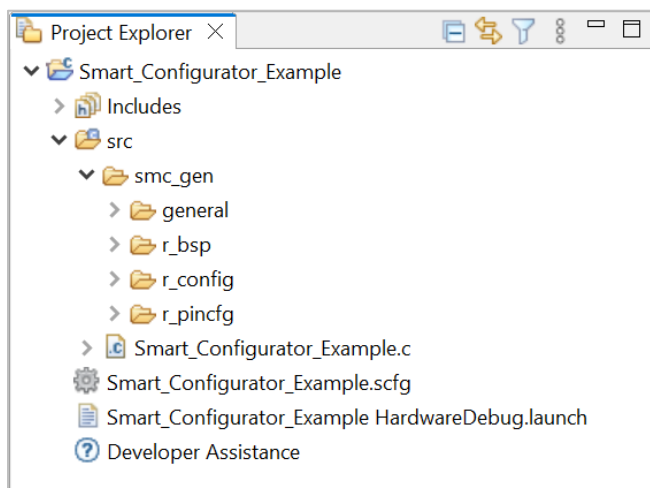 Project Explorer
Smart_Configurator_Example
Includes
src
smc_gen
general
r_bsp
r_config
r_pincfg
Smart_Configurator_Example.c
Smart_Configurator_Example.scfg
Smart_Configurator_Example HardwareDebug.launch
Developer Assistance